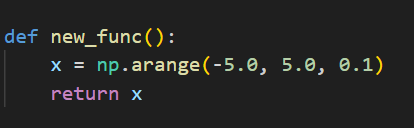 def new_func():
    x = np.arange(-5.0, 5.0, 0.1)
    return x